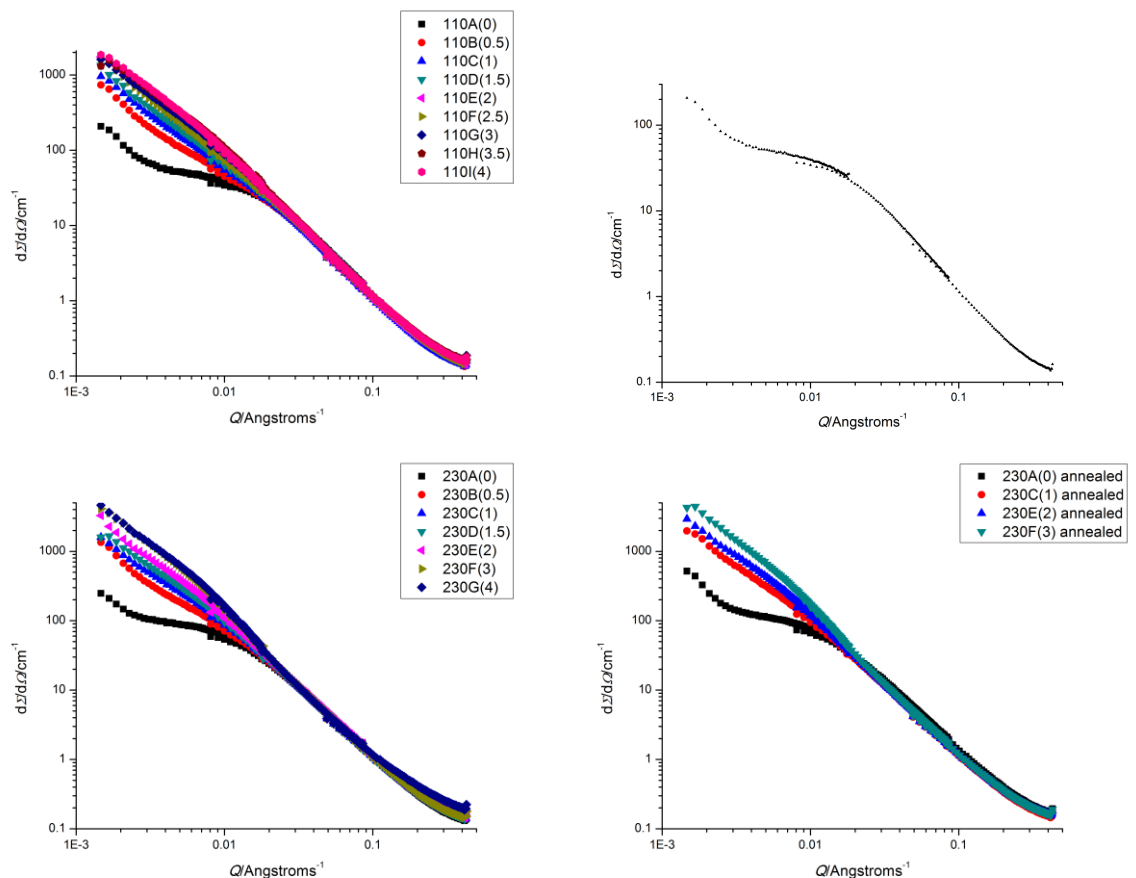 110A(0)
110B(0.5)
110C(1)
110D(1.5)
110E(2)
110F(2.5)
110G(3)
110H(3.5)
110I(4)
1000
100
10
1
0.1
1E-3
0.01
0.1
dΣ/dΩ/cm⁻¹
Q/Angstroms⁻¹
100
10
1
0.1
1E-3
0.01
0.1
dΣ/dΩ/cm⁻¹
Q/Angstroms⁻¹
230A(0)
230B(0.5)
230C(1)
230D(1.5)
230E(2)
230F(3)
230G(4)
1000
100
10
1
0.1
1E-3
0.01
0.1
dΣ/dΩ/cm⁻¹
Q/Angstroms⁻¹
230A(0) annealed
230C(1) annealed
230E(2) annealed
230F(3) annealed
1000
100
10
1
0.1
1E-3
0.01
0.1
dΣ/dΩ/cm⁻¹
Q/Angstroms⁻¹